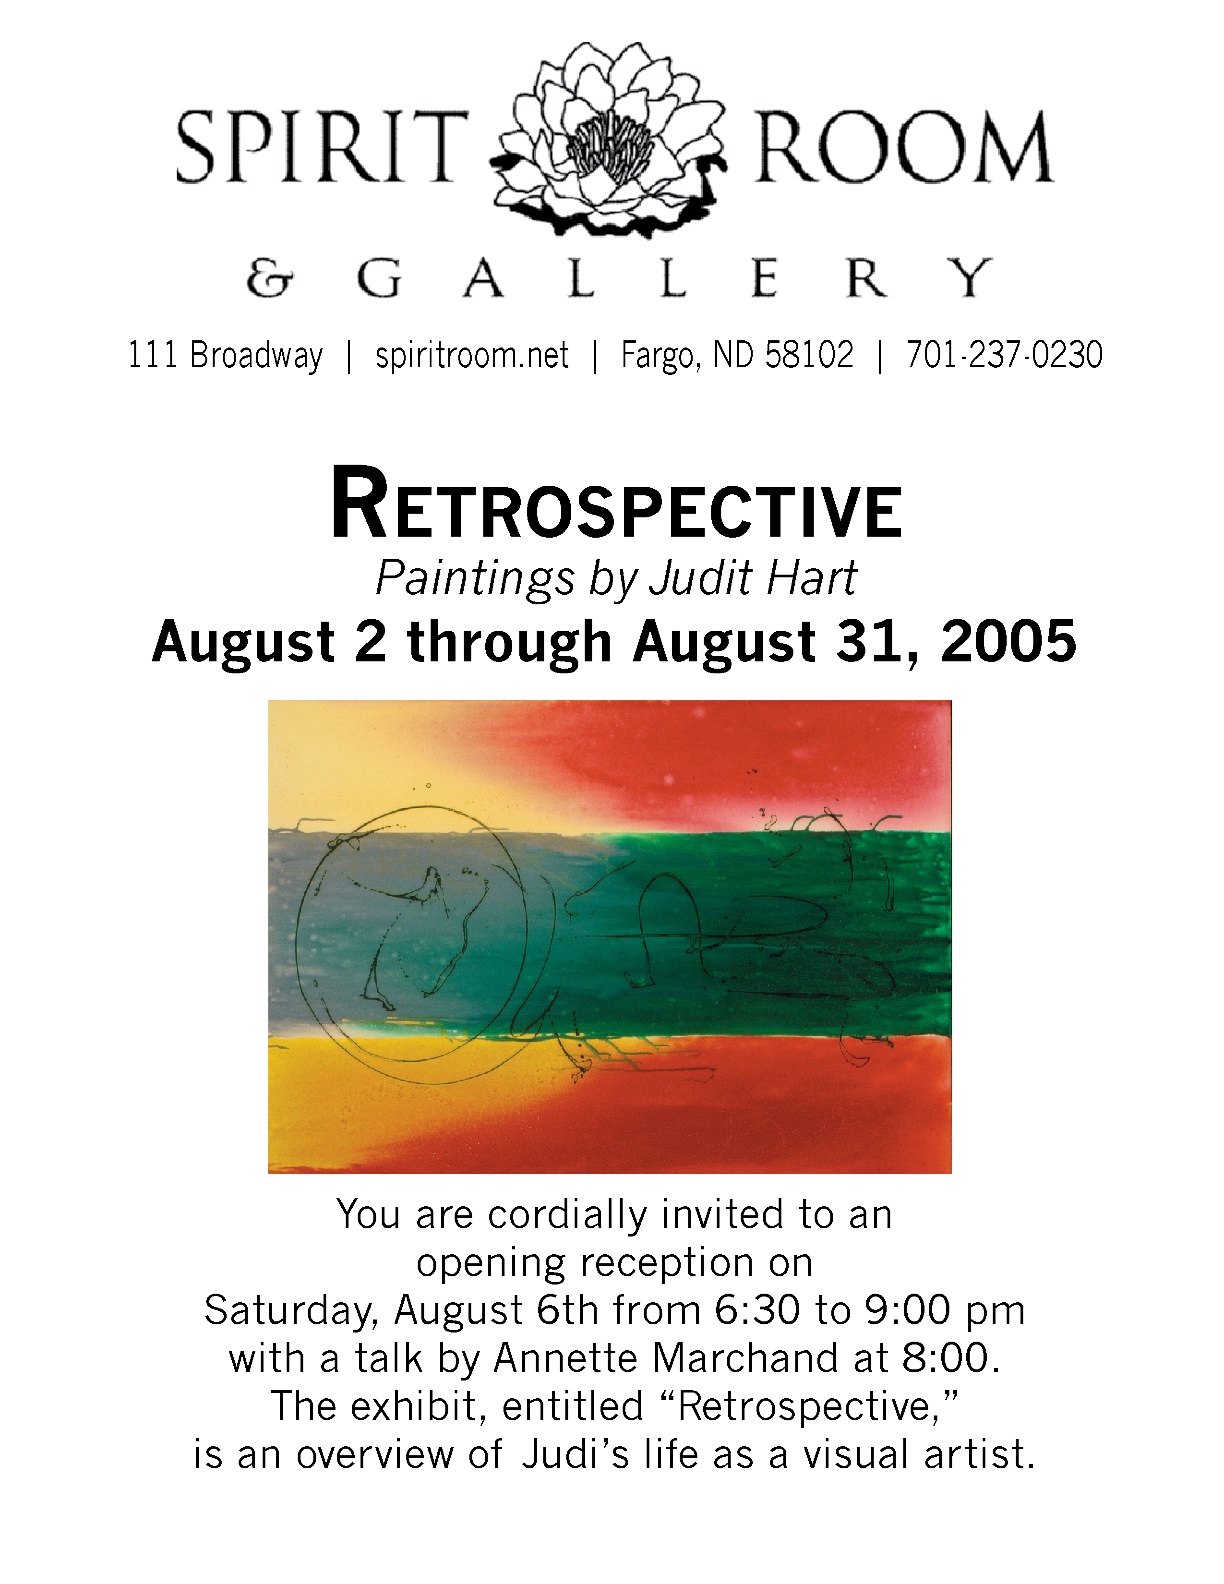 SPIRIT ROOM
& GALLERY
111 Broadway | spiritroom.net | Fargo, ND 58102 | 701-237-0230
RETROSPECTIVE
Paintings by Judit Hart
August 2 through August 31, 2005
You are cordially invited to an
opening reception on
Saturday, August 6th from 6:30 to 9:00 pm
with a talk by Annette Marchand at 8:00.
The exhibit, entitled “Retrospective,”
is an overview of Judi’s life as a visual artist.